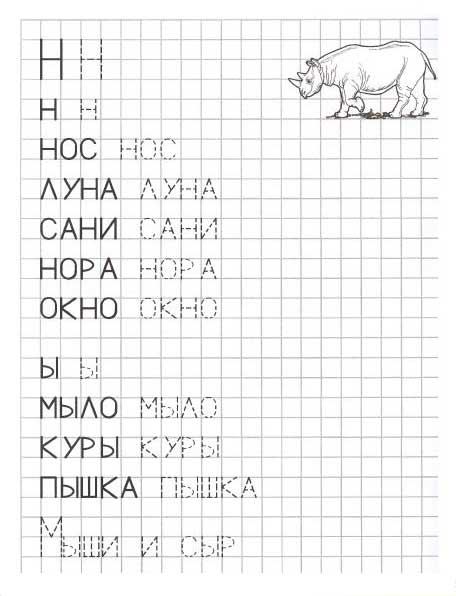 Н Н
Н Н
НОС НОС
ЛУНА ЛУНА
САНИ САНИ
НОРА НОРА
ОКНО ОКНО
Ы Ы
МЫЛО МЫЛО
КУРЫ КУРЫ
ПЫШКА ПЫШКА
Мыши и сыр